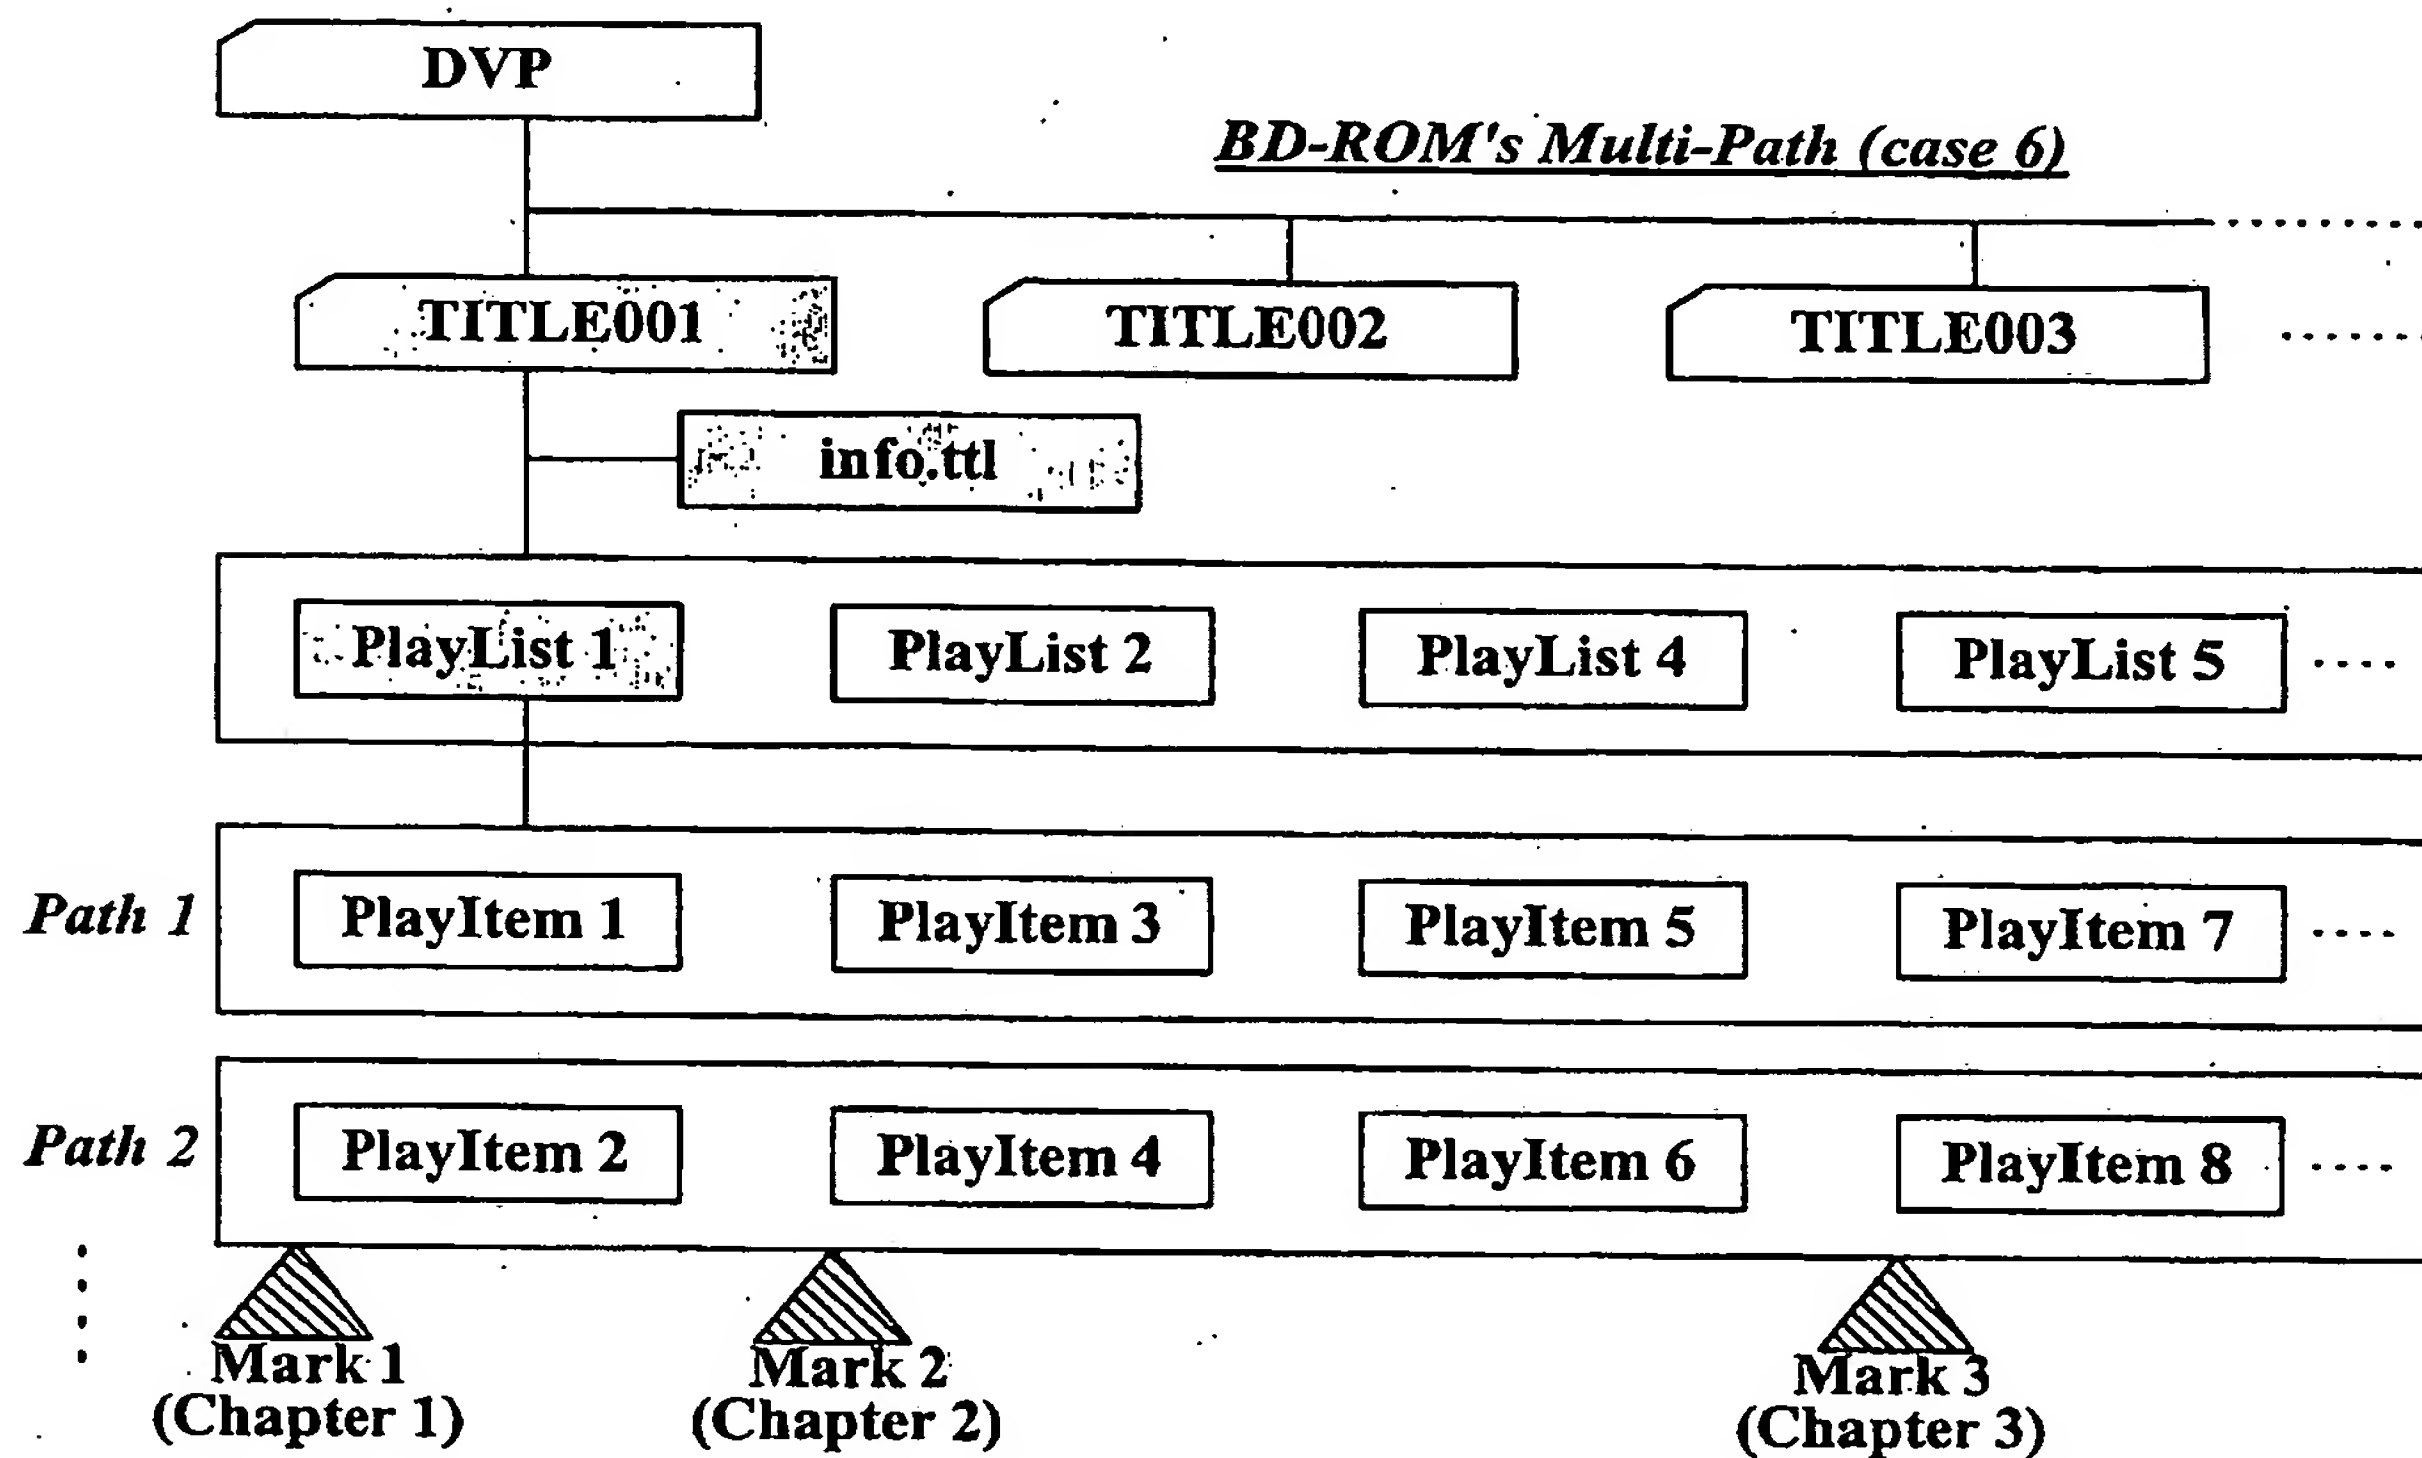 DVP
BD-ROM's Multi-Path (case 6)
TITLE001 TITLE002 TITLE003
info.ttl
PlayList 1 PlayList 2 PlayList 4 PlayList 5
Path 1 PlayItem 1 PlayItem 3 PlayItem 5 PlayItem 7
Path 2 PlayItem 2 PlayItem 4 PlayItem 6 PlayItem 8
Mark 1 Mark 2 Mark 3
(Chapter 1) (Chapter 2) (Chapter 3)